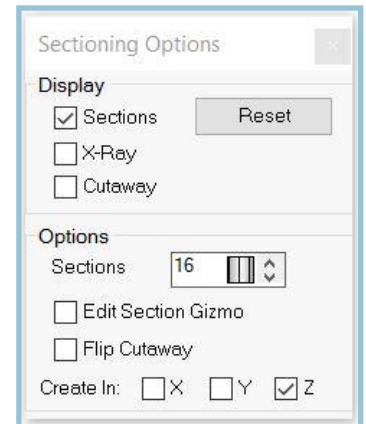 Sectioning Options
Display
Sections Reset
X-Ray
Cutaway
Options
Sections 16
Edit Section Gizmo
Flip Cutaway
Create In: X Y Z